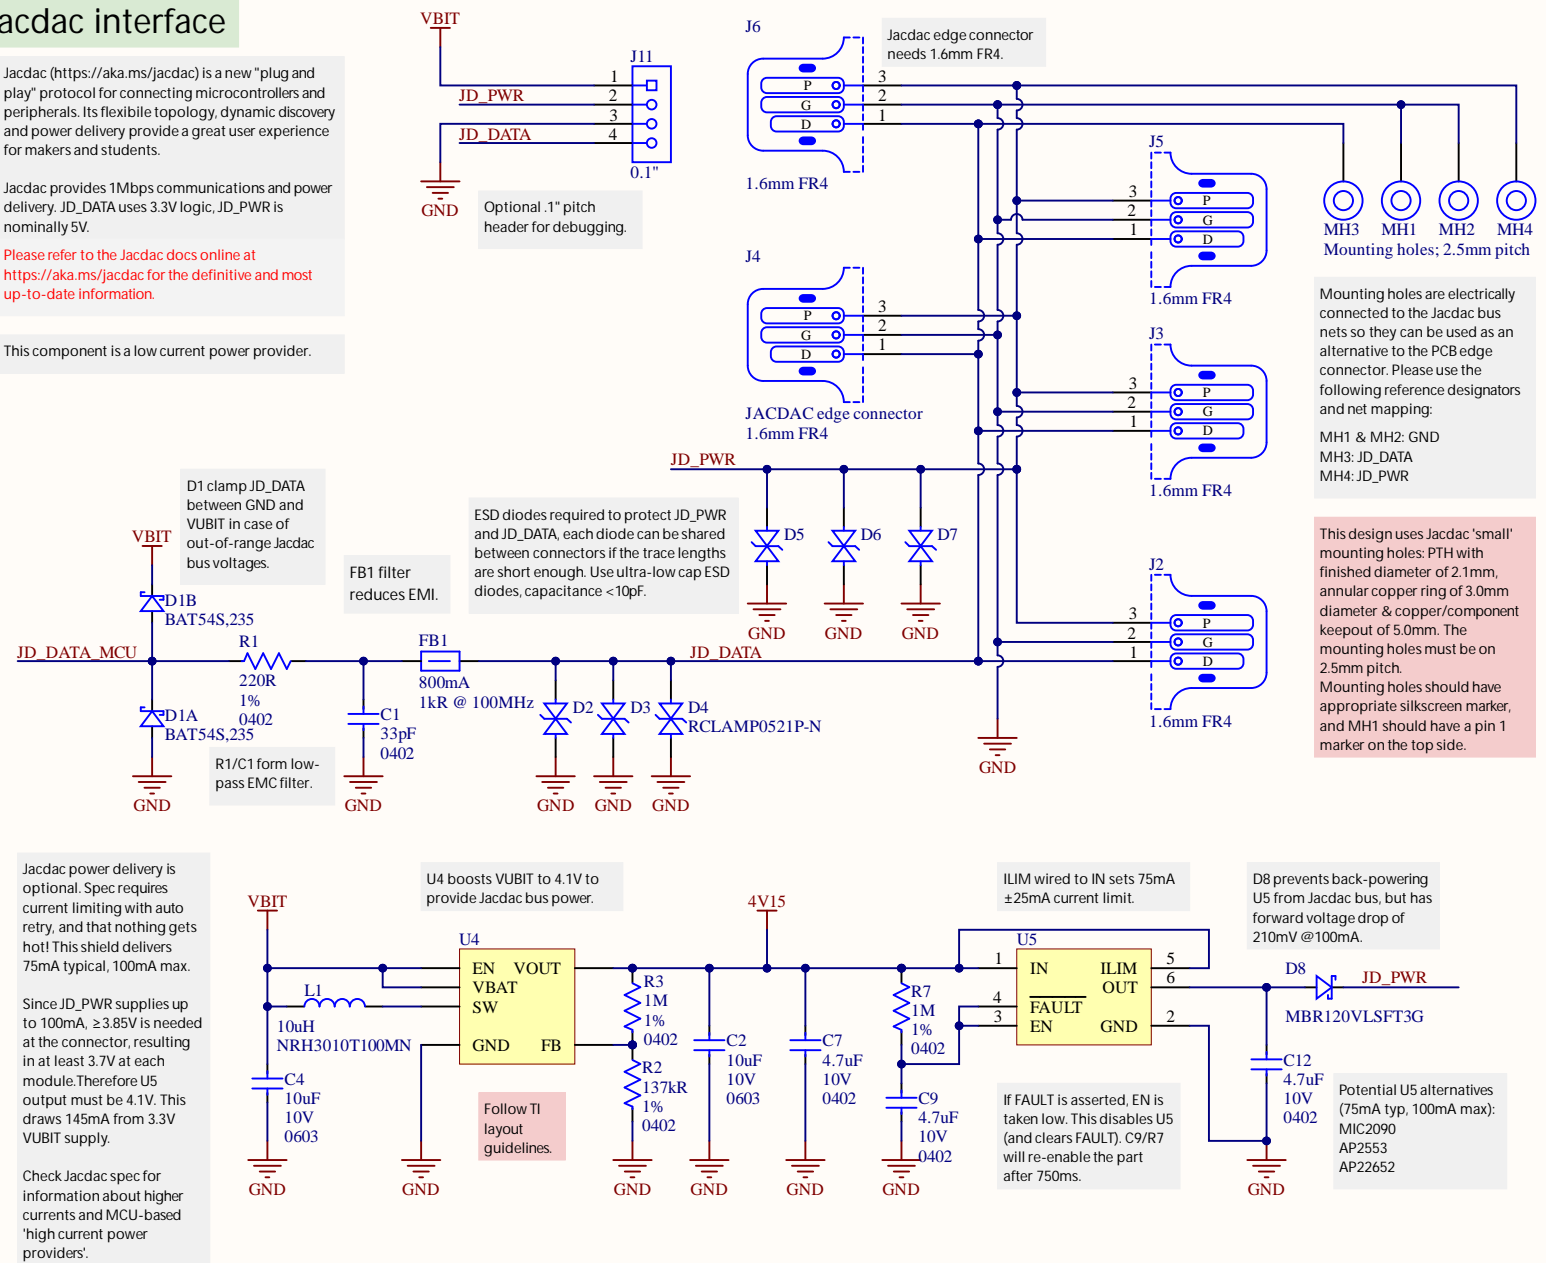 acdac interface
Jacdac (https://aka.ms/jacdac) is a new "plug and
play" protocol for connecting microcontrollers and
peripherals. Its flexibile topology, dynamic discovery
and power delivery provide a great user experience
for makers and students.
Jacdac provides 1Mbps communications and power
delivery. JD_DATA uses 3.3V logic, JD_PWR is
nominally 5V.
Please refer to the Jacdac docs online at
https://aka.ms/jacdac for the definitive and most
up-to-date information.
This component is a low current power provider.
VBIT
J11
1
JD_PWR
2
3
JD_DATA
4
0.1"
GND
Optional .1" pitch
header for debugging.
J6
P
G
D
3
2
1
1.6mm FR4
Jacdac edge connector
needs 1.6mm FR4.
J4
P
G
D
3
2
1
JACDAC edge connector
1.6mm FR4
J5
3
2
1
P
G
D
1.6mm FR4
J3
3
2
1
P
G
D
1.6mm FR4
J2
3
2
1
P
G
D
1.6mm FR4
GND
MH3
MH1
MH2
MH4
Mounting holes; 2.5mm pitch
Mounting holes are electrically
connected to the Jacdac bus
nets so they can be used as an
alternative to the PCB edge
connector. Please use the
following reference designators
and net mapping:
MH1 & MH2: GND
MH3: JD_DATA
MH4: JD_PWR
This design uses Jacdac 'small'
mounting holes: PTH with
finished diameter of 2.1mm,
annular copper ring of 3.0mm
diameter & copper/component
keepout of 5.0mm. The
mounting holes must be on
2.5mm pitch.
Mounting holes should have
appropriate silkscreen marker,
and MH1 should have a pin 1
marker on the top side.
JD_PWR
D5
D6
D7
GND
GND
GND
ESD diodes required to protect JD_PWR
and JD_DATA, each diode can be shared
between connectors if the trace lengths
are short enough. Use ultra-low cap ESD
diodes, capacitance <10pF.
D1 clamp JD_DATA
between GND and
VUBIT in case of
out-of-range Jacdac
bus voltages.
FB1 filter
reduces EMI.
VBIT
D1B
BAT54S,235
JD_DATA_MCU
D1A
BAT54S,235
GND
R1
220R
1%
0402
R1/C1 form low-
pass EMC filter.
C1
33pF
0402
GND
FB1
800mA
1kR @ 100MHz
JD_DATA
D2
D3
D4
RCLAMP0521P-N
GND
GND
GND
Jacdac power delivery is
optional. Spec requires
current limiting with auto
retry, and that nothing gets
hot! This shield delivers
75mA typical, 100mA max.
Since JD_PWR supplies up
to 100mA, ≥3.85V is needed
at the connector, resulting
in at least 3.7V at each
module.Therefore U5
output must be 4.1V. This
draws 145mA from 3.3V
VUBIT supply.
Check Jacdac spec for
information about higher
currents and MCU-based
'high current power
providers'.
VBIT
L1
10uH
NRH3010T100MN
C4
10uF
10V
0603
GND
GND
U4 boosts VUBIT to 4.1V to
provide Jacdac bus power.
U4
EN
VOUT
VBAT
SW
GND
FB
Follow TI
layout
guidelines.
R3
1M
1%
0402
R2
137kR
1%
0402
GND
C2
10uF
10V
0603
GND
4V15
C7
4.7uF
10V
0402
GND
R7
1M
1%
0402
C9
4.7uF
10V
0402
GND
ILIM wired to IN sets 75mA
±25mA current limit.
U5
1
IN
ILIM
5
OUT
6
4
FAULT
3
EN
GND
2
If FAULT is asserted, EN is
taken low. This disables U5
(and clears FAULT). C9/R7
will re-enable the part
after 750ms.
D8 prevents back-powering
U5 from Jacdac bus, but has
forward voltage drop of
210mV @100mA.
D8
JD_PWR
MBR120VLSFT3G
C12
4.7uF
10V
0402
GND
Potential U5 alternatives
(75mA typ, 100mA max):
MIC2090
AP2553
AP22652